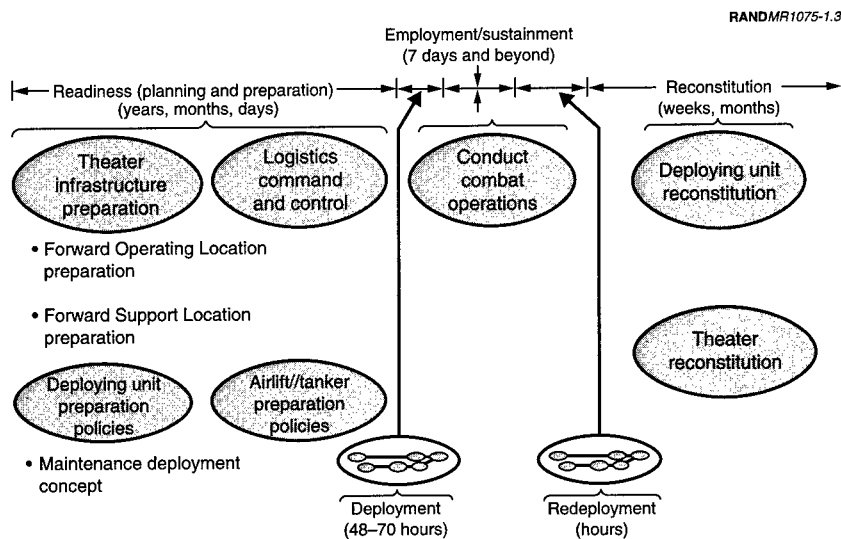 RANDMR1075-1.3
Employment/sustainment
(7 days and beyond)
Readiness (planning and preparation)
(years, months, days)
Reconstitution
(weeks, months)
Theater
infrastructure
preparation
Logistics
command
and control
Conduct
combat
operations
Deploying unit
reconstitution
• Forward Operating Location
preparation
• Forward Support Location
preparation
Theater
reconstitution
Deploying unit
preparation
policies
Airlift//tanker
preparation
policies
• Maintenance deployment
concept
Deployment
(48–70 hours)
Redeployment
(hours)